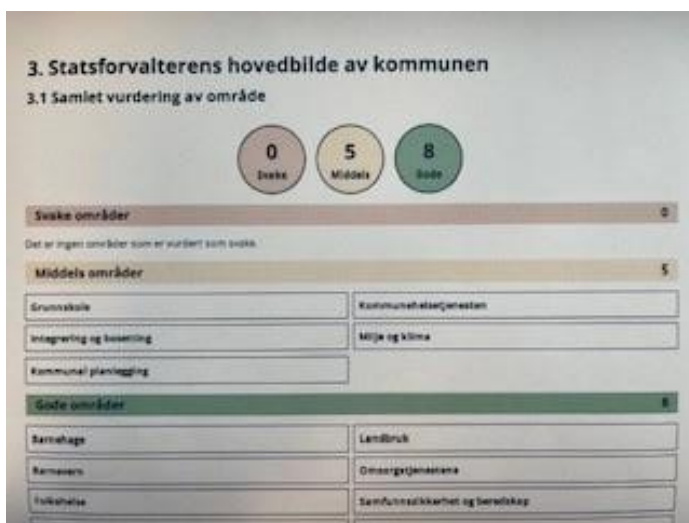 3. Statsforvalterens hovedbilde av kommunen
3.1 Samlet vurdering av område
0 5 8
Svake Middels Gode
Svake områder 0
Det er ingen områder som er vurdert som svake.
Middels områder 5
Grunnskole Kommunehelsetjenesten
Integrering og bosetting Miljø og klima
Kommunal planlegging
Gode områder 8
Barnehage Landbruk
Barnevern Omsorgstjenestene
Folkehelse Samfunnssikkerhet og beredskap